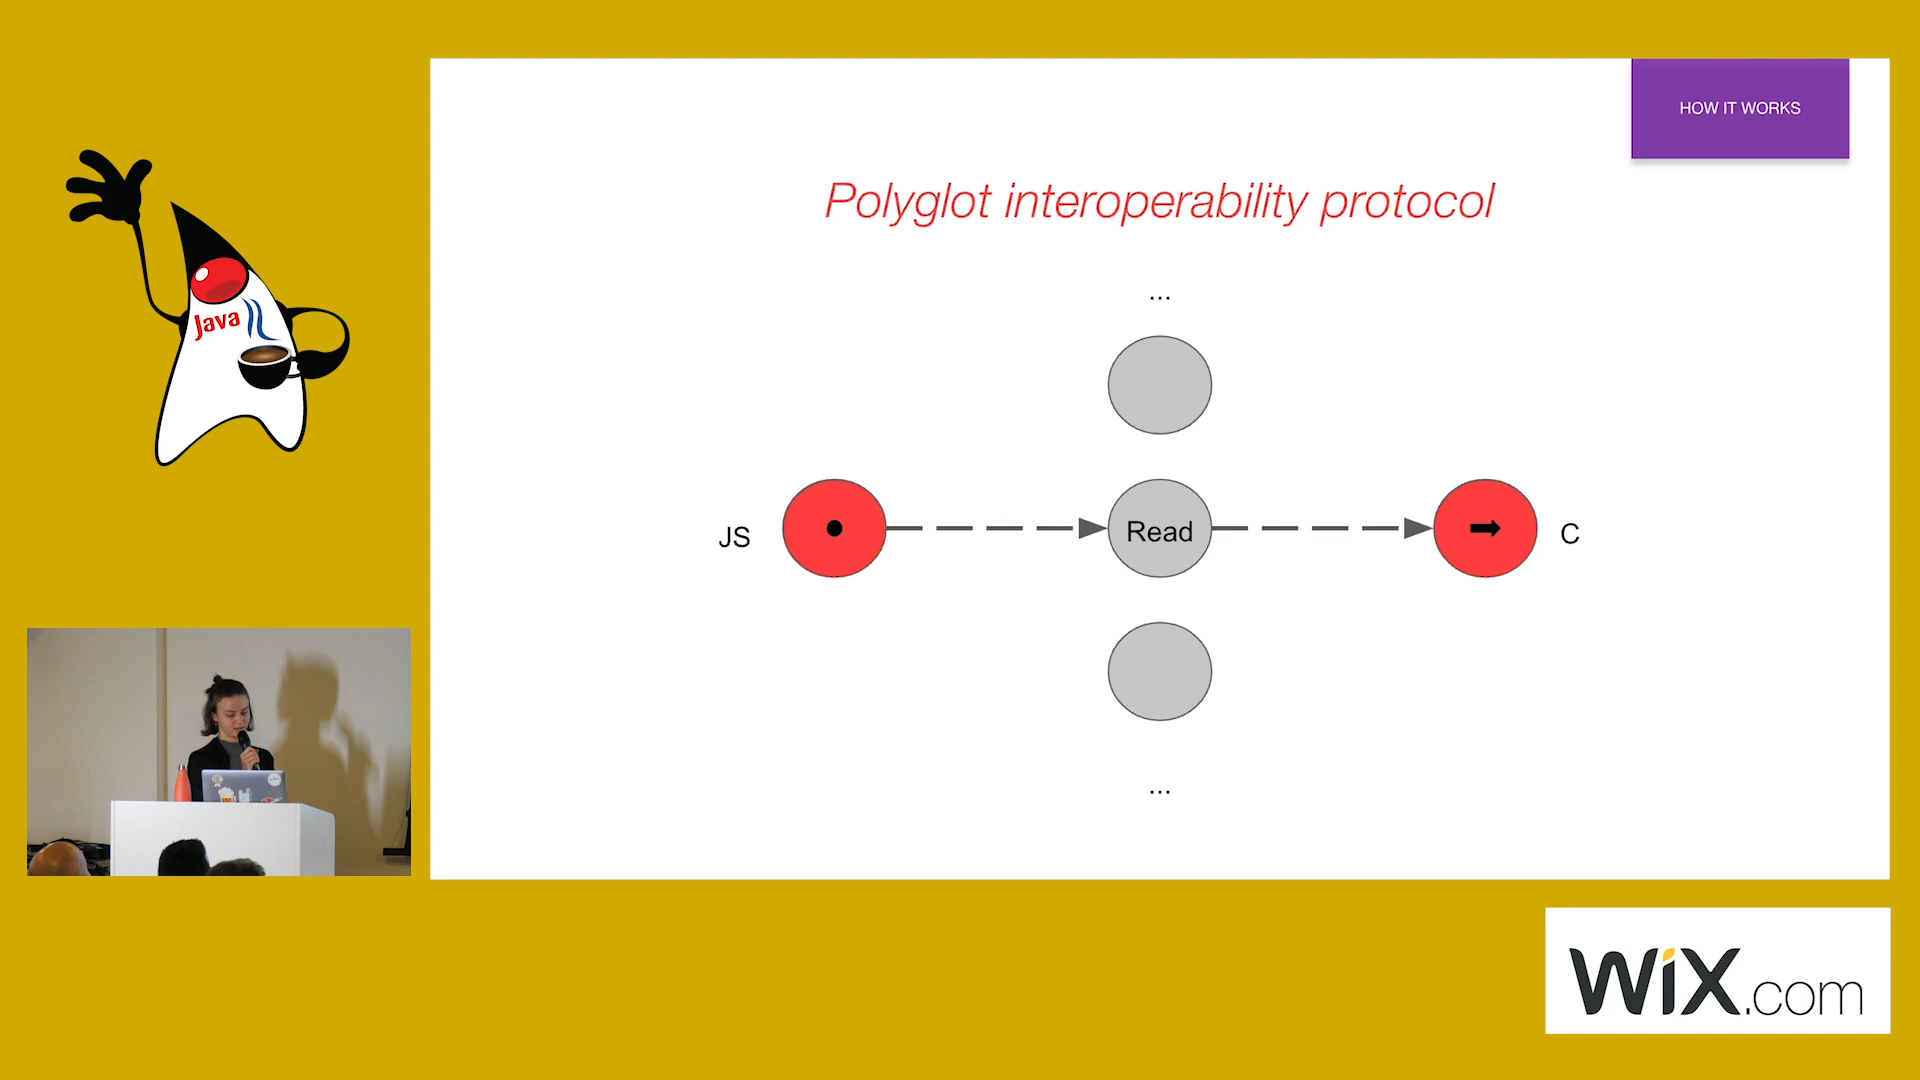 HOW IT WORKS
Polyglot interoperability protocol
...
JS
Read
C
...
Java
WiX.com